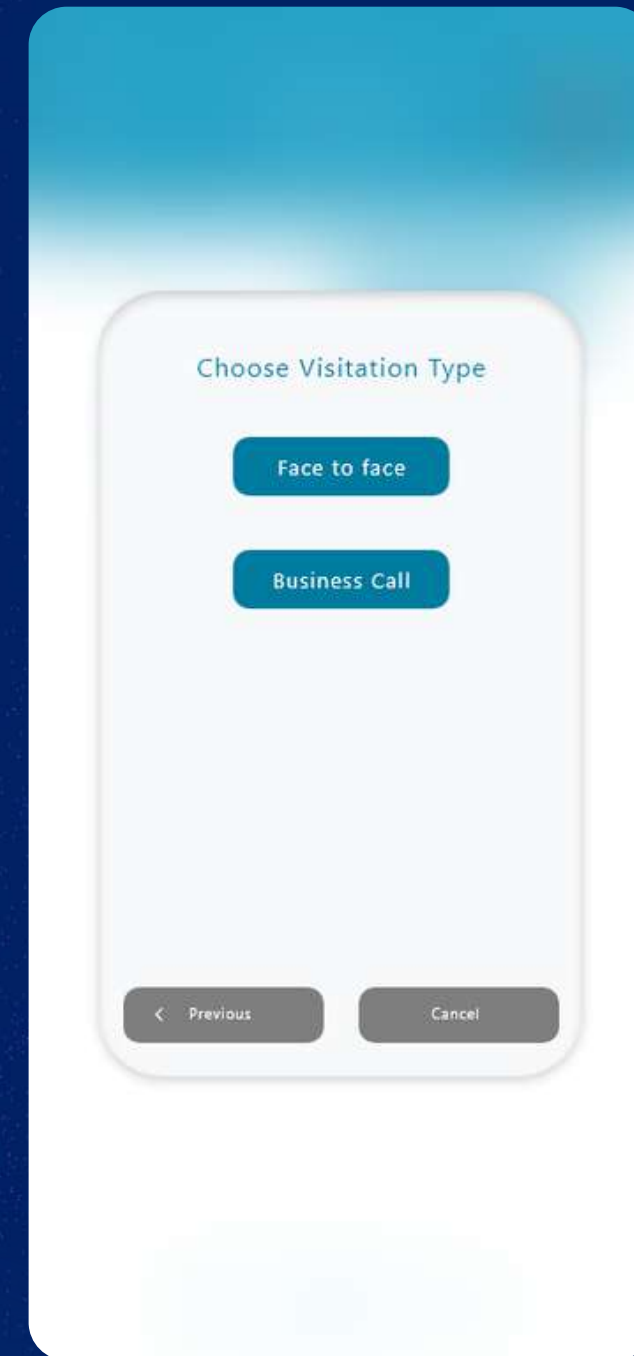 Choose Visitation Type
Face to face
Business Call
< Previous
Cancel